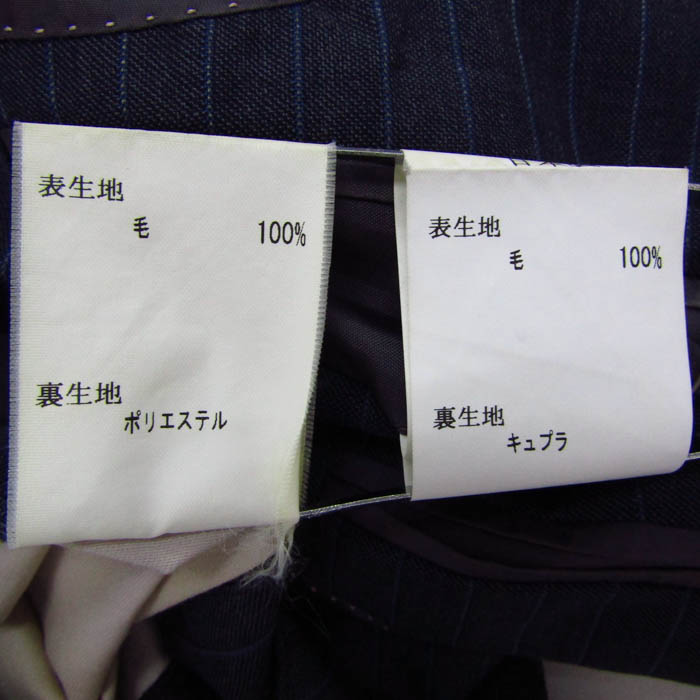 表生地
毛 100%
裏生地
ポリエステル
表生地
毛 100%
裏生地
キュプラ